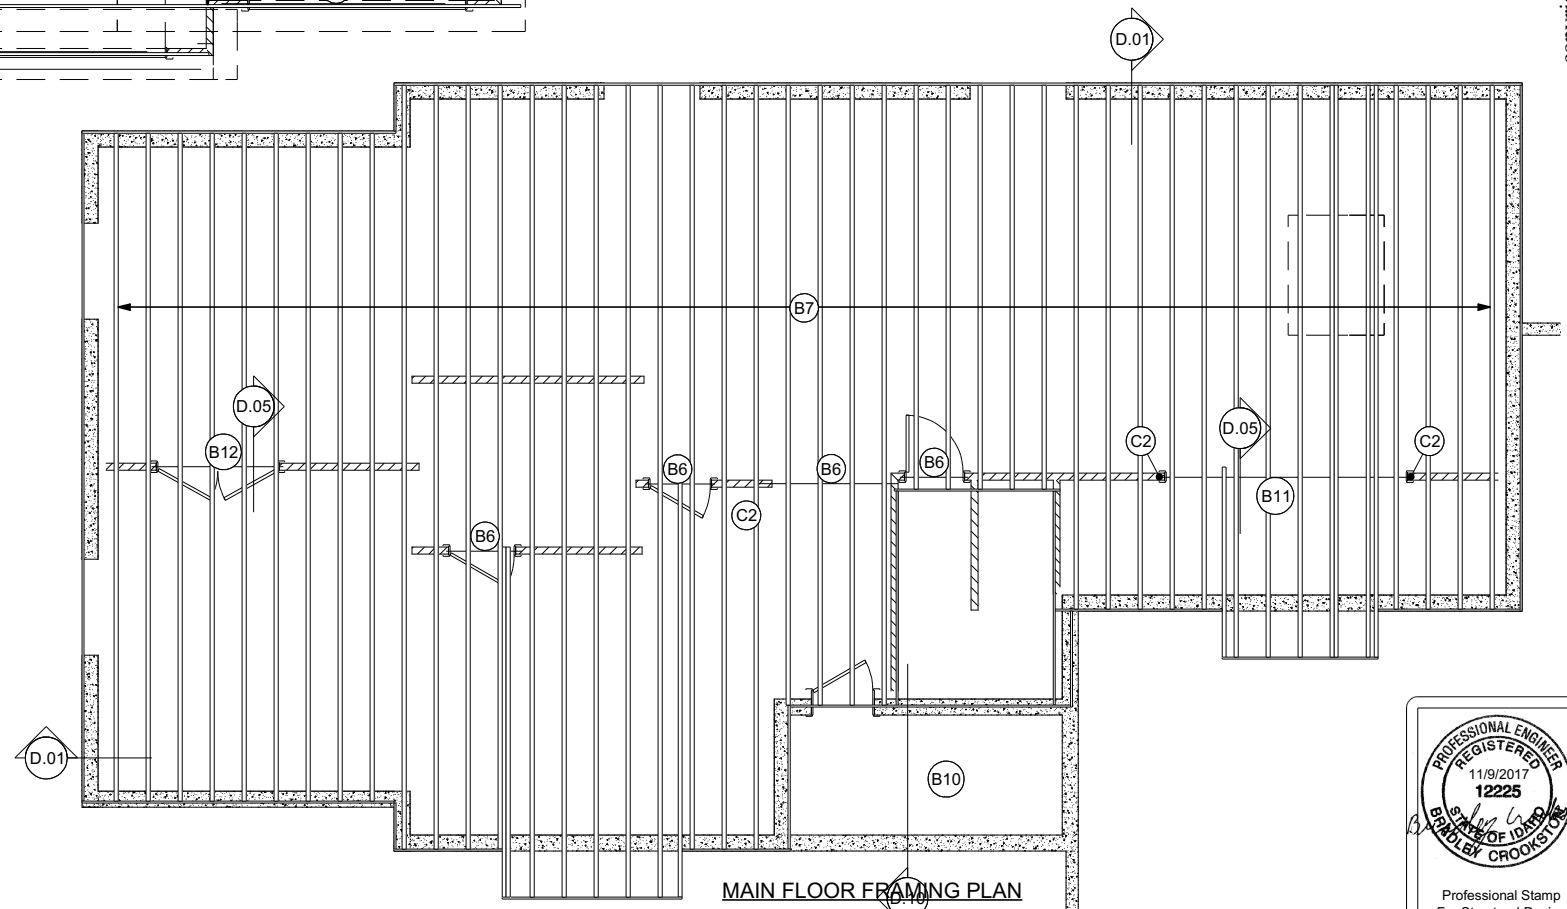 D.01
B7
D.05
B12
B6
B6
B6
C2
D.05
C2
B11
C2
B6
D.01
B10
MAIN FLOOR FRAMING PLAN
D.10
PROFESSIONAL ENGINEER
REGISTERED
11/9/2017
12225
STATE OF IDAHO
BRADLEY CROOKSTON
Professional Stamp